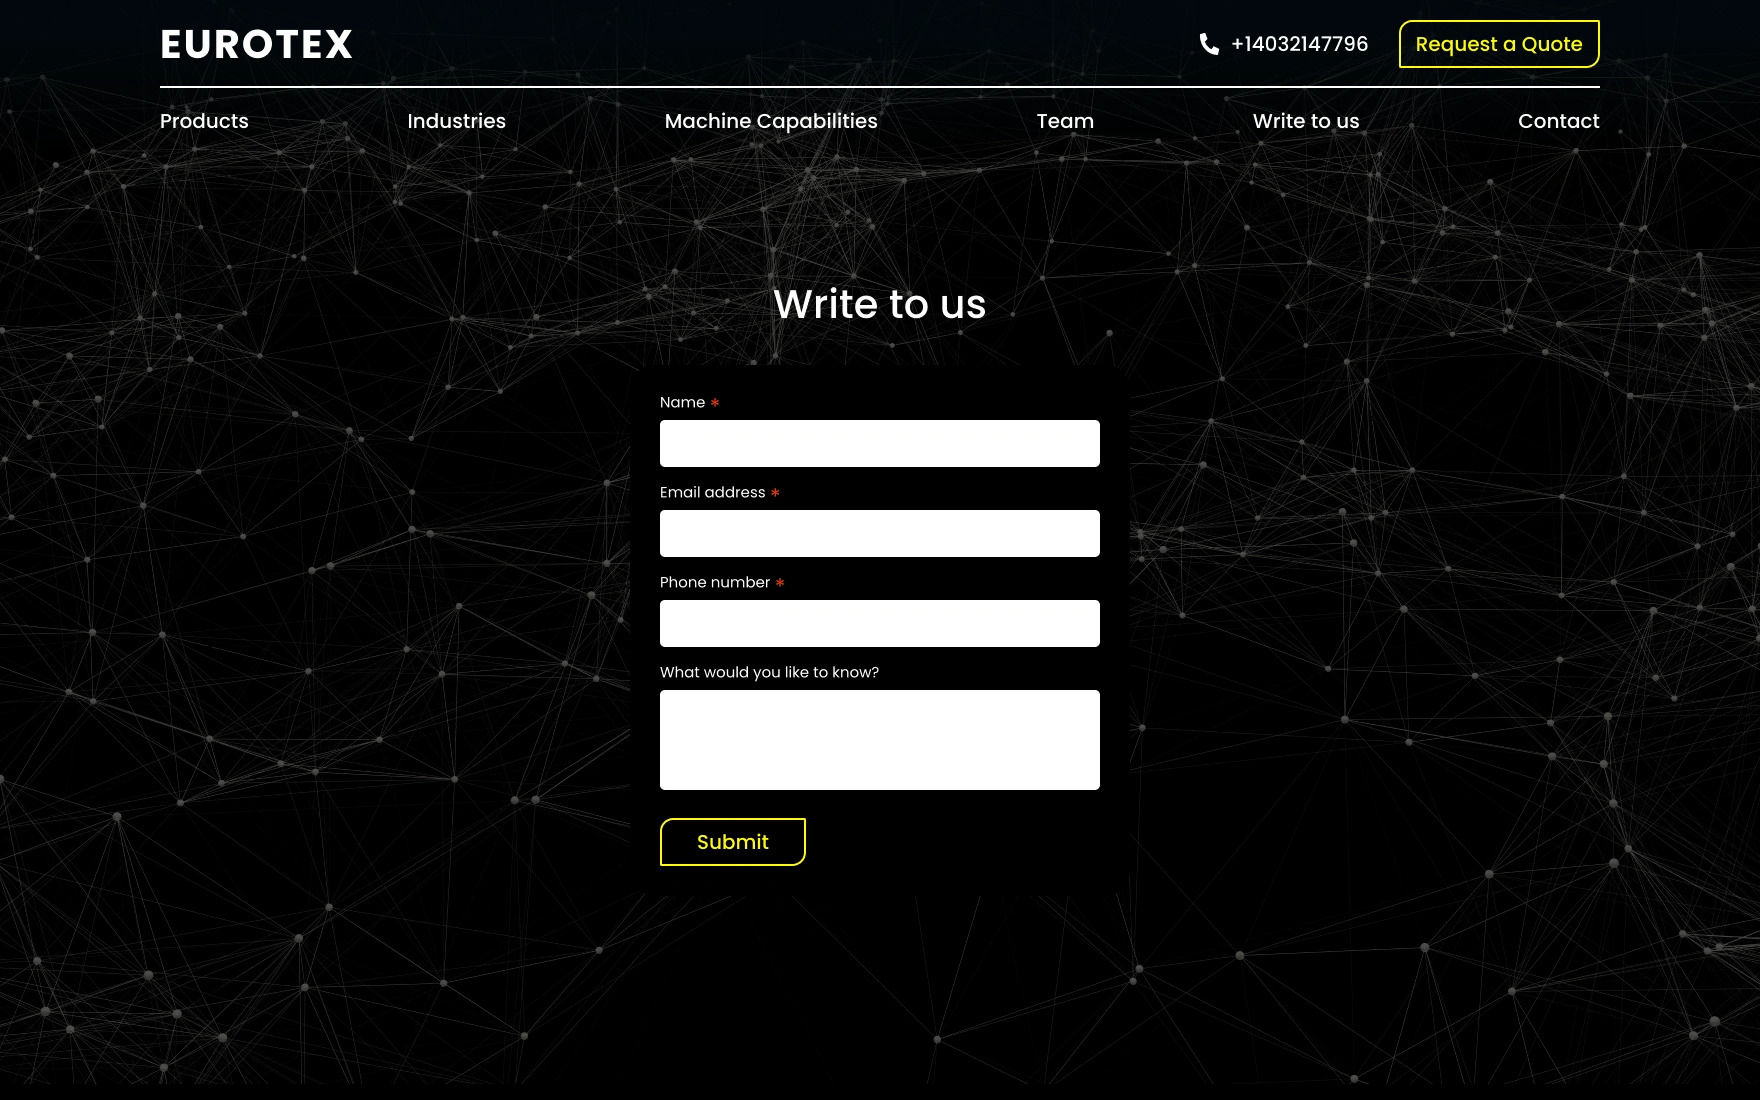 EUROTEX
+14032147796
Request a Quote
Products Industries Machine Capabilities Team Write to us Contact
Write to us
Name *
Email address *
Phone number *
What would you like to know?
Submit